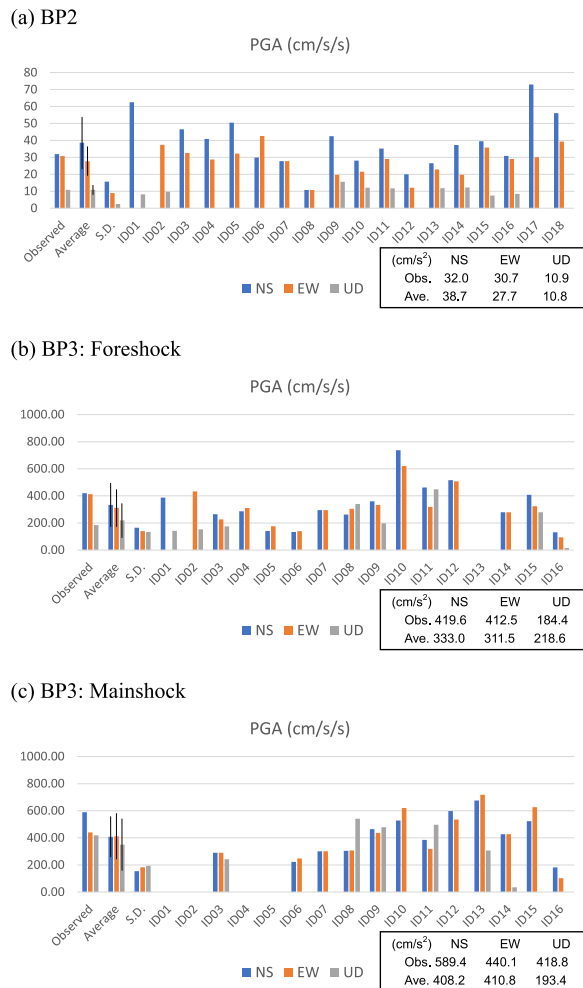 (a) BP2
PGA (cm/s/s)
80
70
60
50
40
30
20
10
0
Observed Average S.D. ID01 ID02 ID03 ID04 ID05 ID06 ID07 ID08 ID09 ID10 ID11 ID12 ID13 ID14 ID15 ID16 ID17 ID18
NS EW UD
(cm/s²) NS EW UD
Obs. 32.0 30.7 10.9
Ave. 38.7 27.7 10.8
(b) BP3: Foreshock
PGA (cm/s/s)
1000.00
800.00
600.00
400.00
200.00
0.00
Observed Average S.D. ID01 ID02 ID03 ID04 ID05 ID06 ID07 ID08 ID09 ID10 ID11 ID12 ID13 ID14 ID15 ID16
NS EW UD
(cm/s²) NS EW UD
Obs. 419.6 412.5 184.4
Ave. 333.0 311.5 218.6
(c) BP3: Mainshock
PGA (cm/s/s)
1000.00
800.00
600.00
400.00
200.00
0.00
Observed Average S.D. ID01 ID02 ID03 ID04 ID05 ID06 ID07 ID08 ID09 ID10 ID11 ID12 ID13 ID14 ID15 ID16
NS EW UD
(cm/s²) NS EW UD
Obs. 589.4 440.1 418.8
Ave. 408.2 410.8 193.4